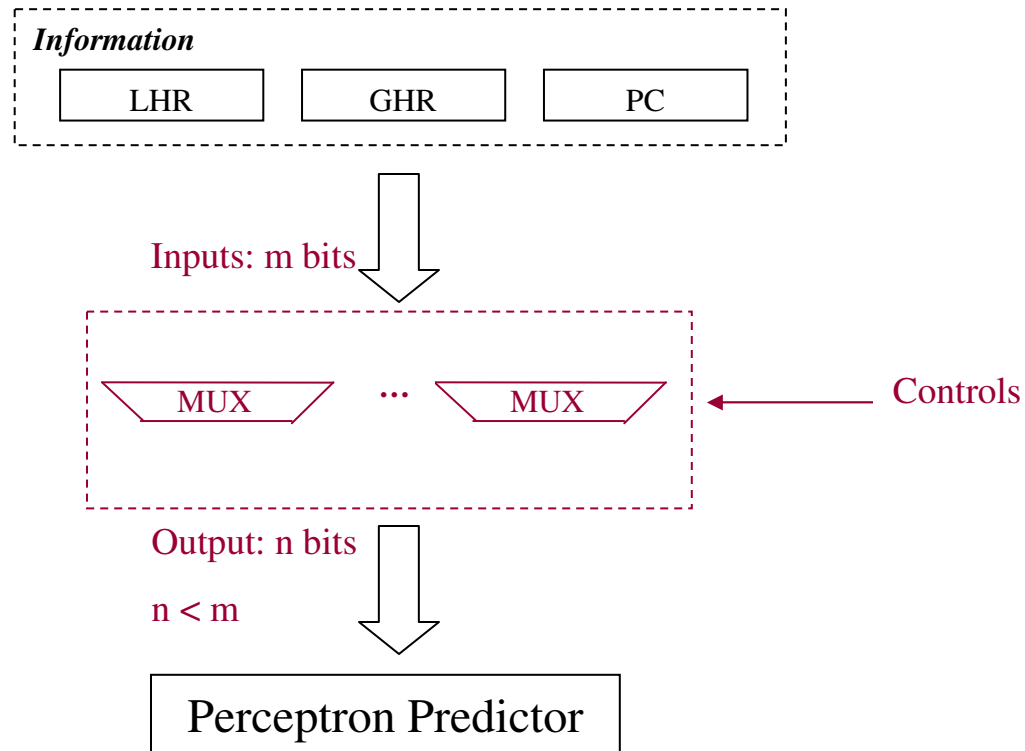 Information
LHR GHR PC
Inputs: m bits
MUX ... MUX
Controls
Output: n bits
n < m
Perceptron Predictor